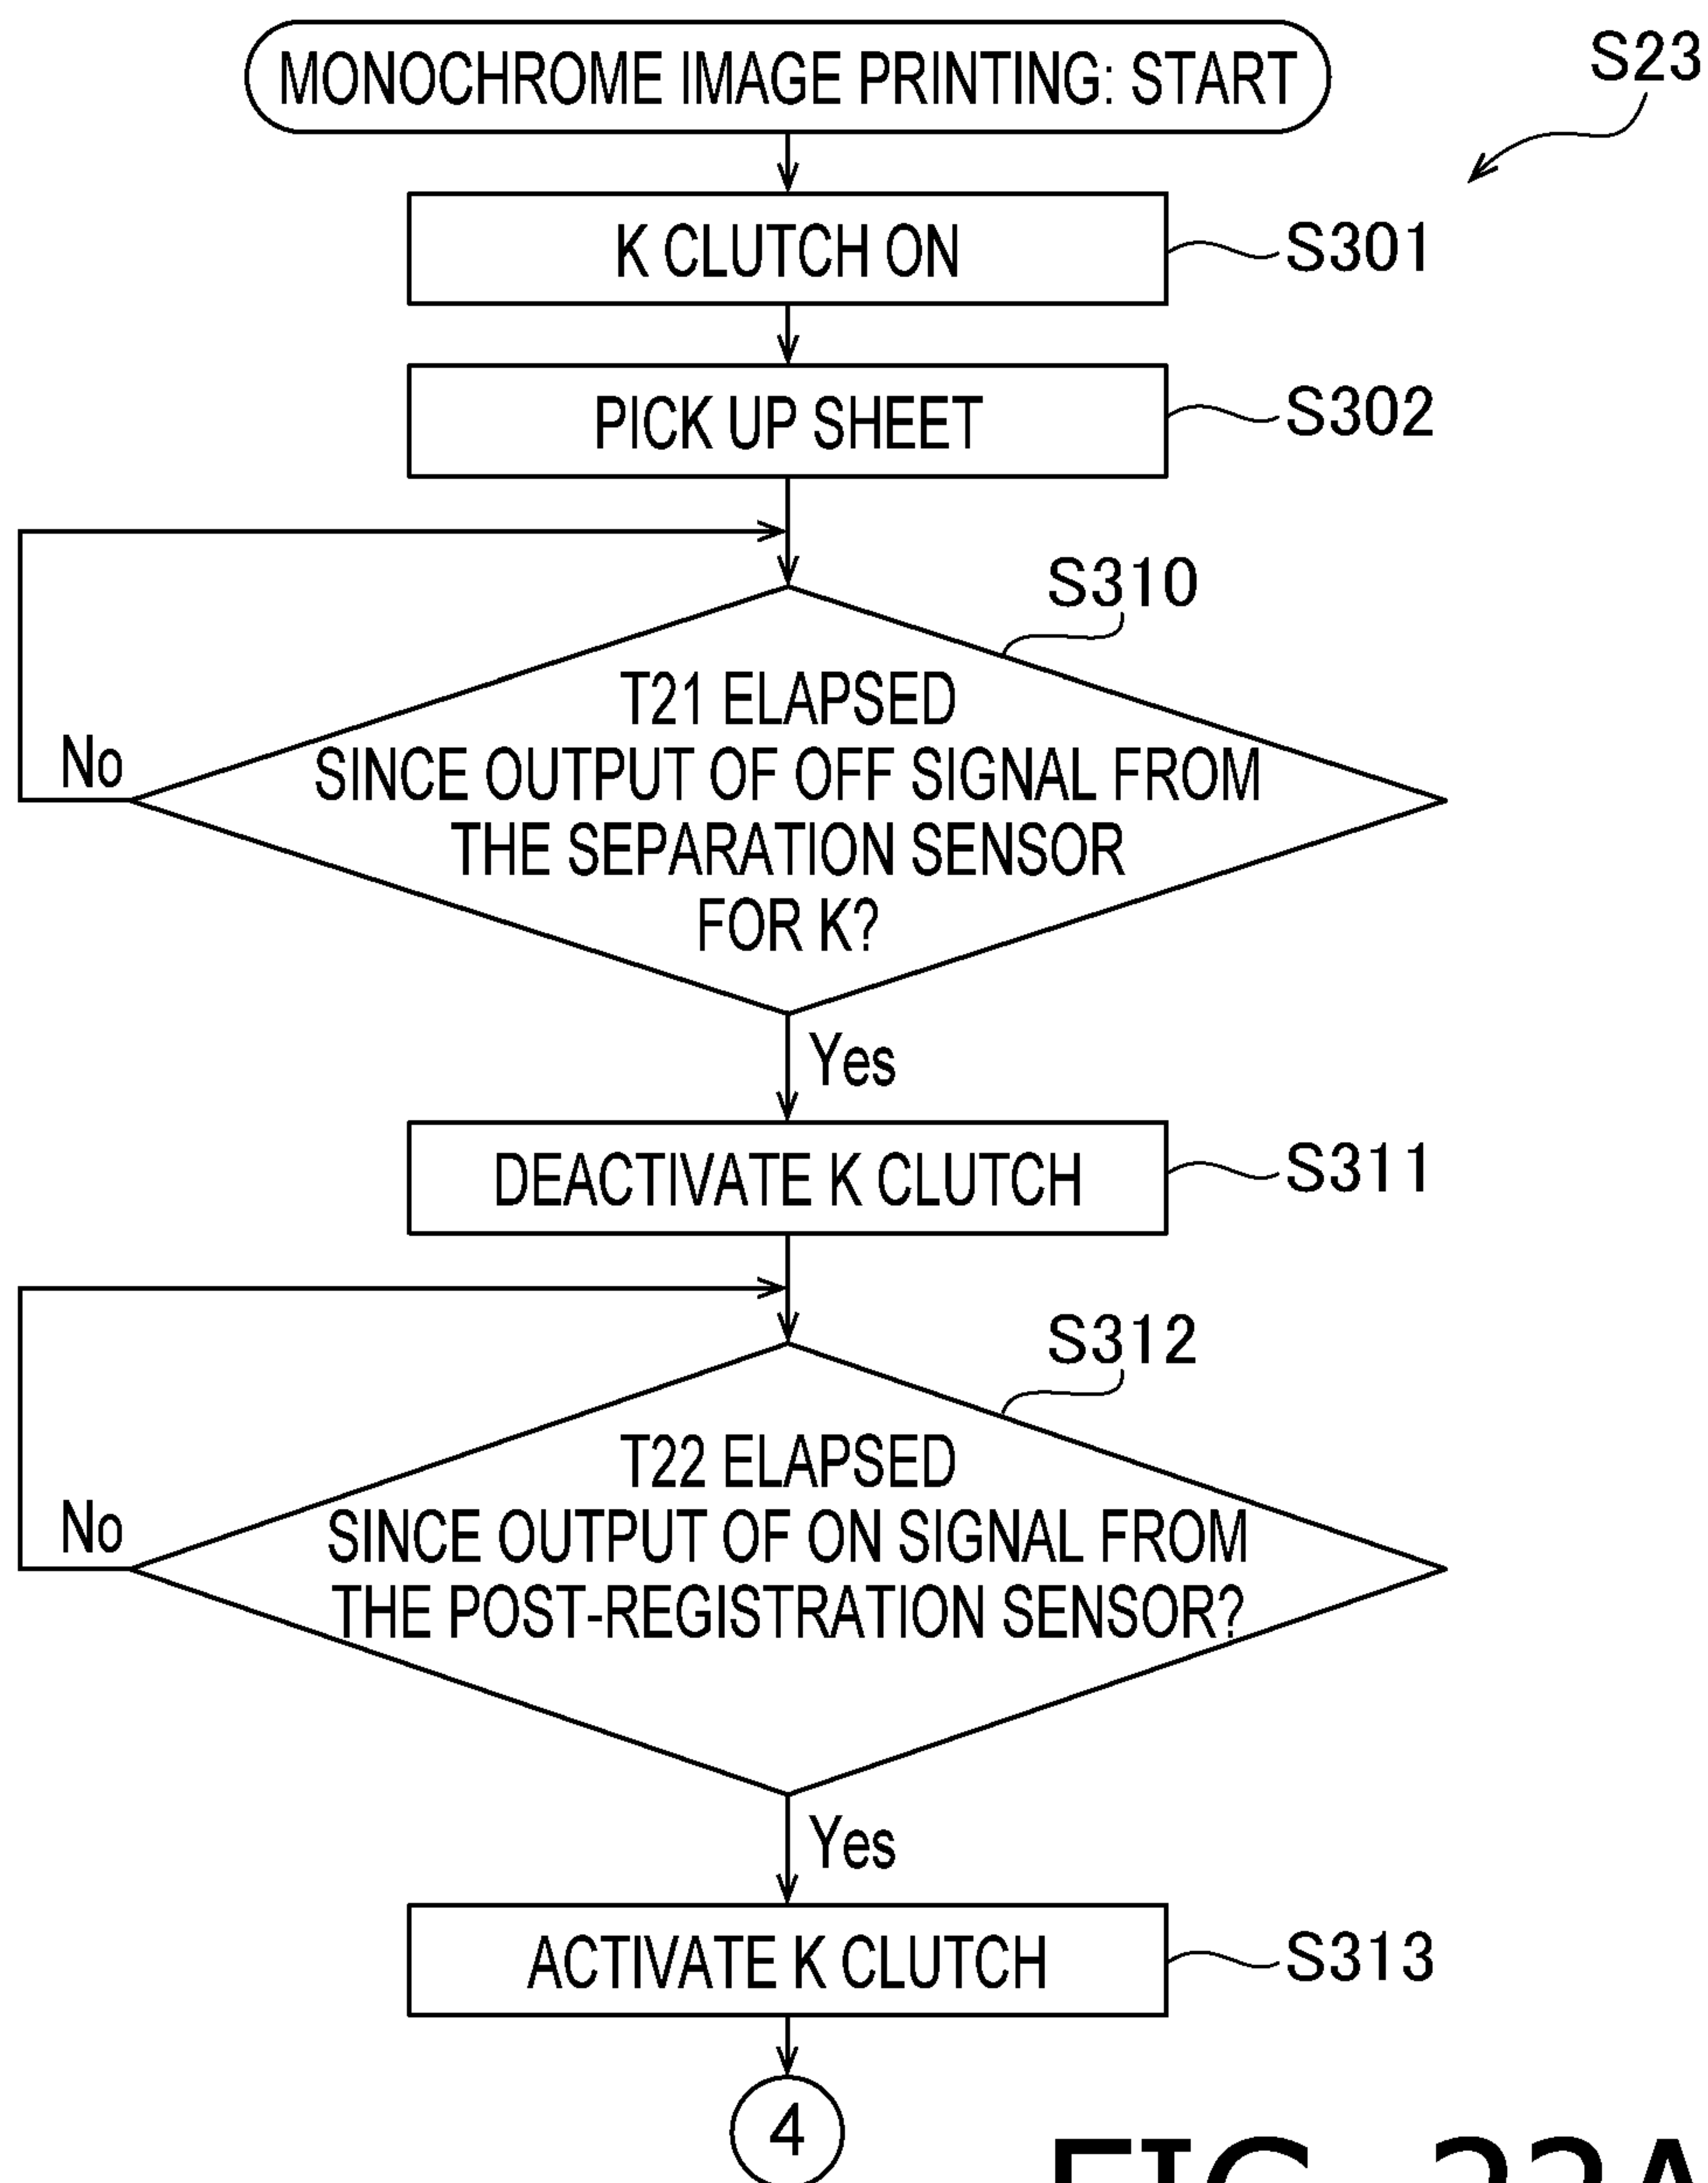 MONOCHROME IMAGE PRINTING: START
S23
K CLUTCH ON
S301
PICK UP SHEET
S302
S310
T21 ELAPSED
SINCE OUTPUT OF OFF SIGNAL FROM
THE SEPARATION SENSOR
FOR K?
No
Yes
DEACTIVATE K CLUTCH
S311
S312
T22 ELAPSED
SINCE OUTPUT OF ON SIGNAL FROM
THE POST-REGISTRATION SENSOR?
No
Yes
ACTIVATE K CLUTCH
S313
4
FIG. 22A